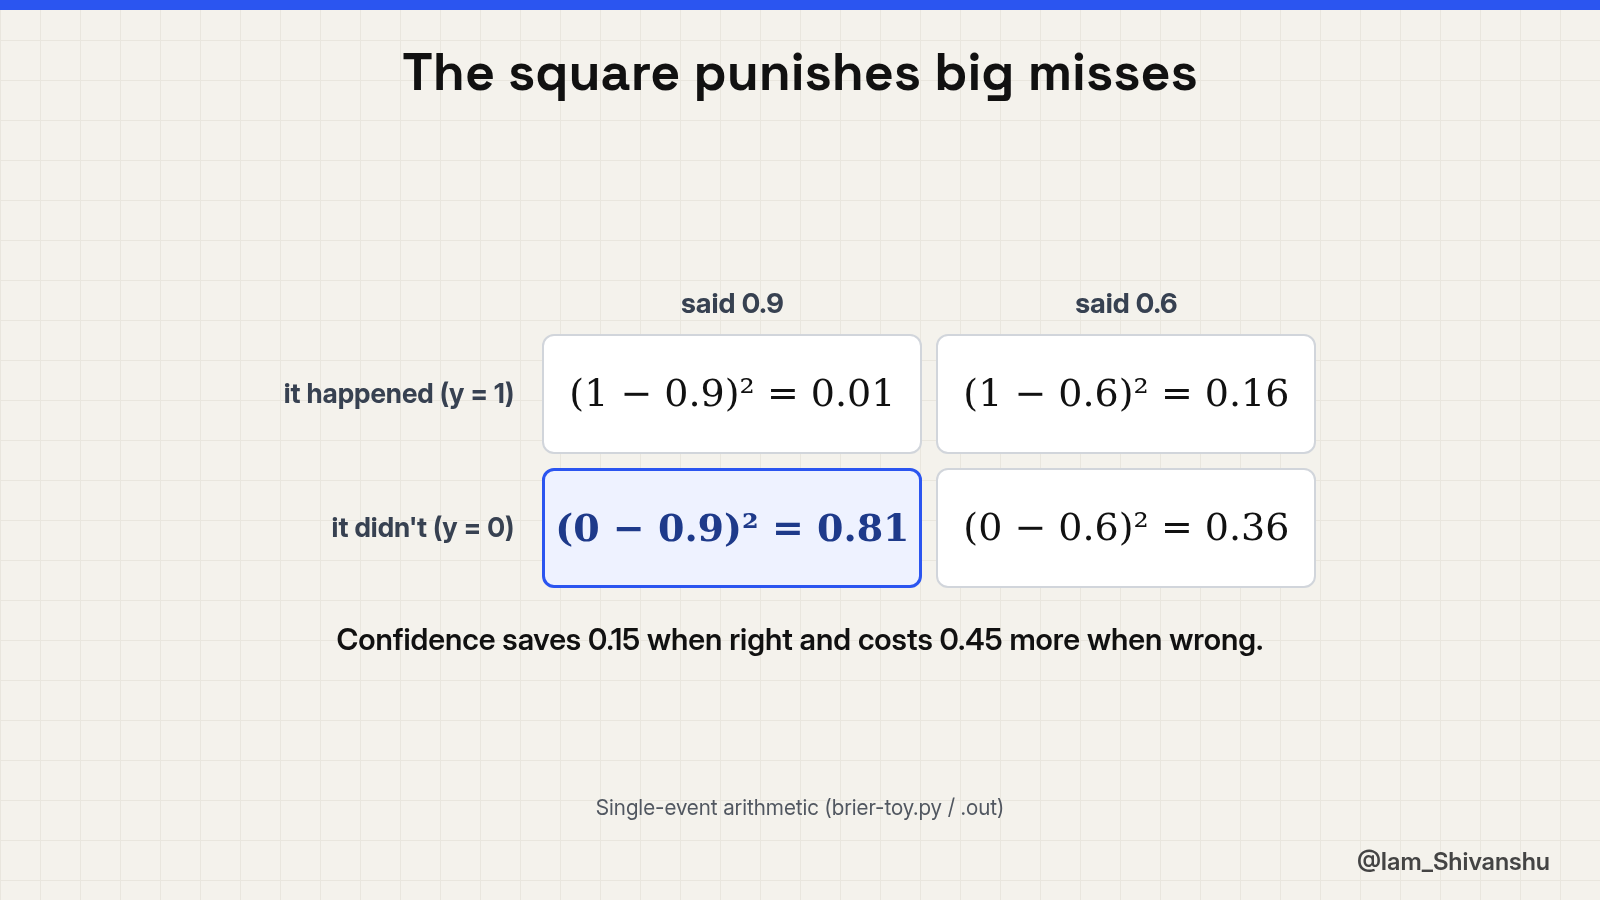 The square punishes big misses
said 0.9 said 0.6
it happened (y = 1) (1 − 0.9)² = 0.01 (1 − 0.6)² = 0.16
it didn't (y = 0) (0 − 0.9)² = 0.81 (0 − 0.6)² = 0.36
Confidence saves 0.15 when right and costs 0.45 more when wrong.
Single-event arithmetic (brier-toy.py / .out)
@Iam_Shivanshu